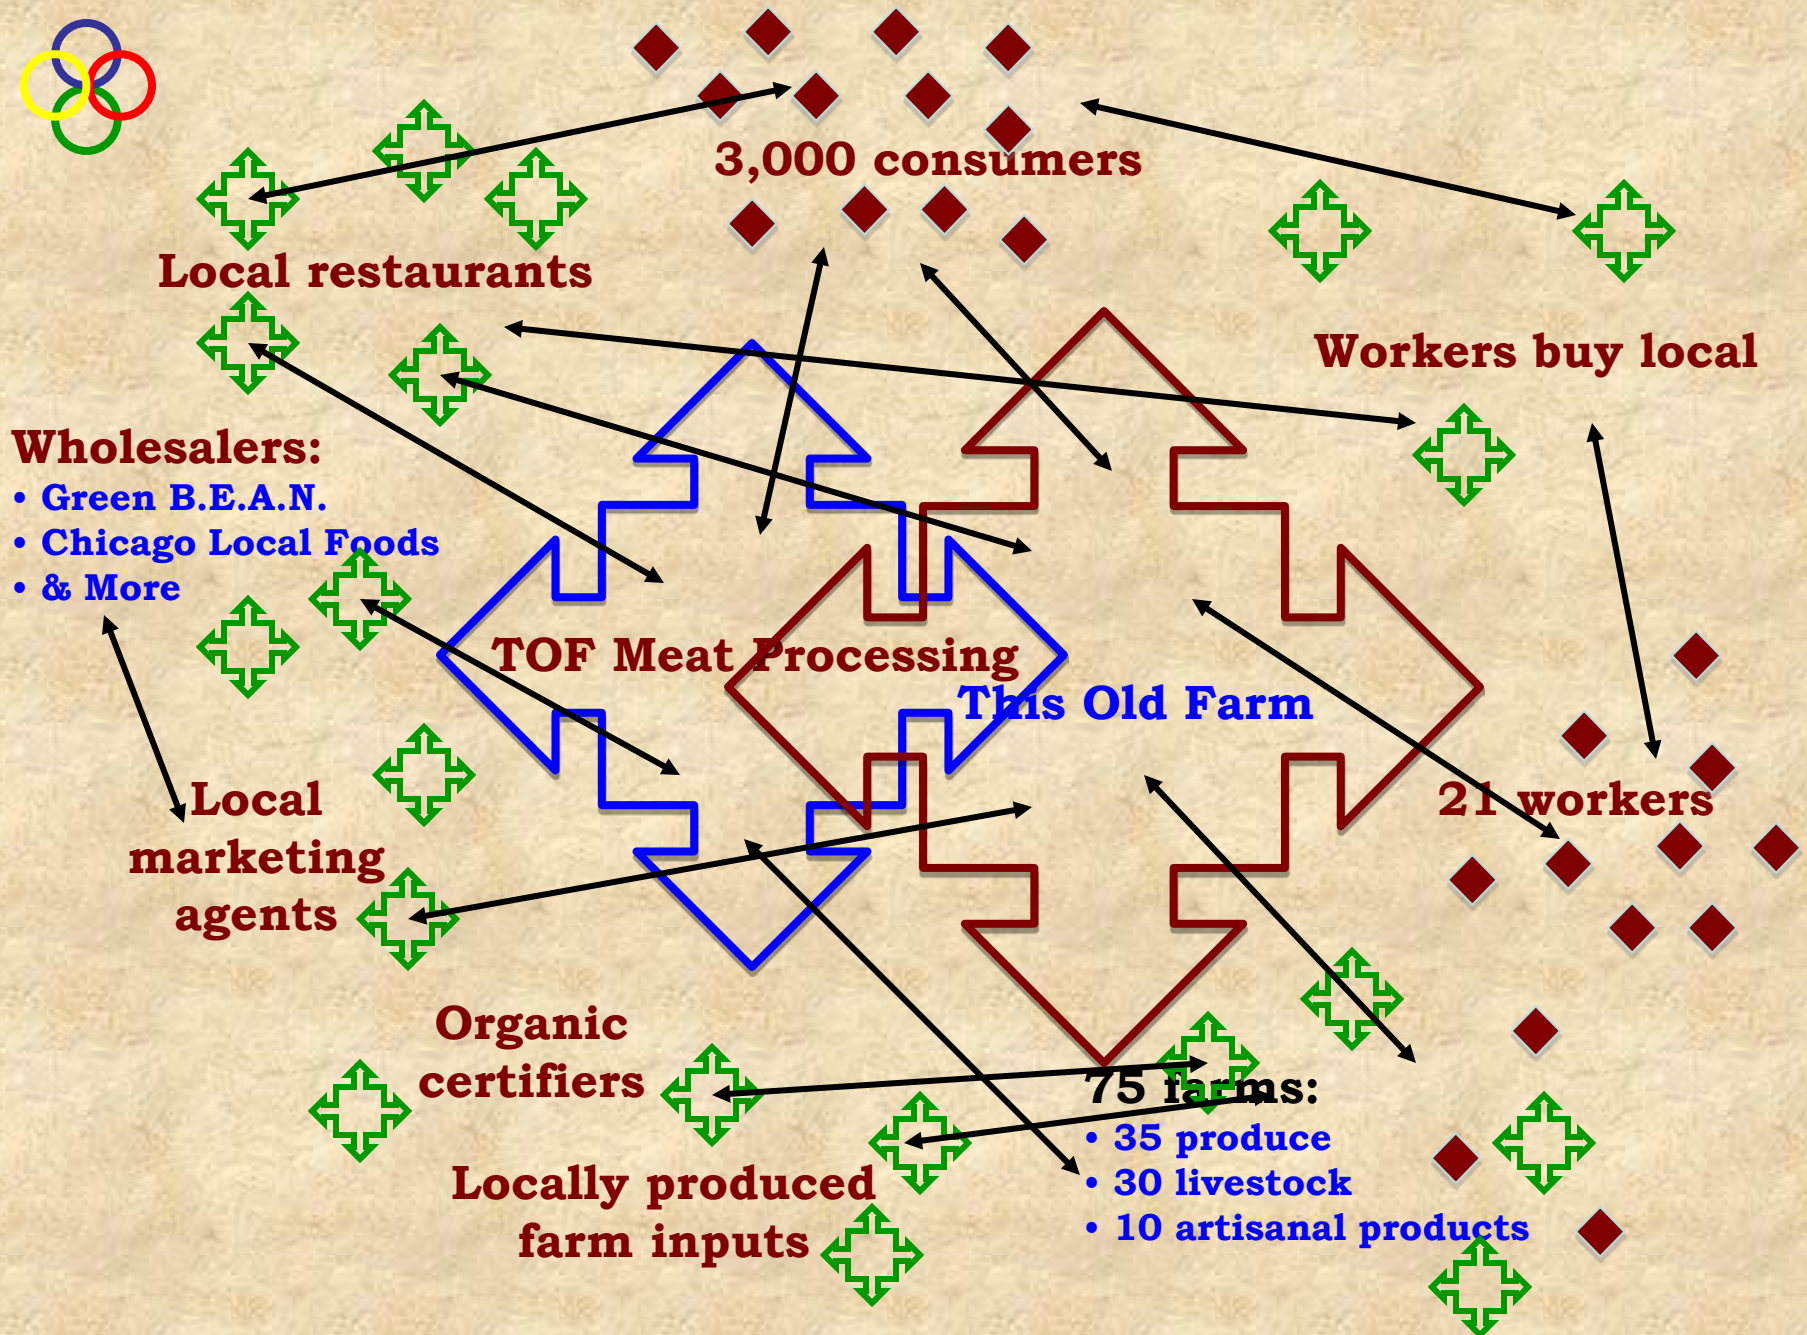 3,000 consumers
Local restaurants
Workers buy local
Wholesalers:
• Green B.E.A.N.
• Chicago Local Foods
• & More
TOF Meat Processing
This Old Farm
21 workers
Local
marketing
agents
Organic
certifiers
75 farms:
• 35 produce
• 30 livestock
• 10 artisanal products
Locally produced
farm inputs